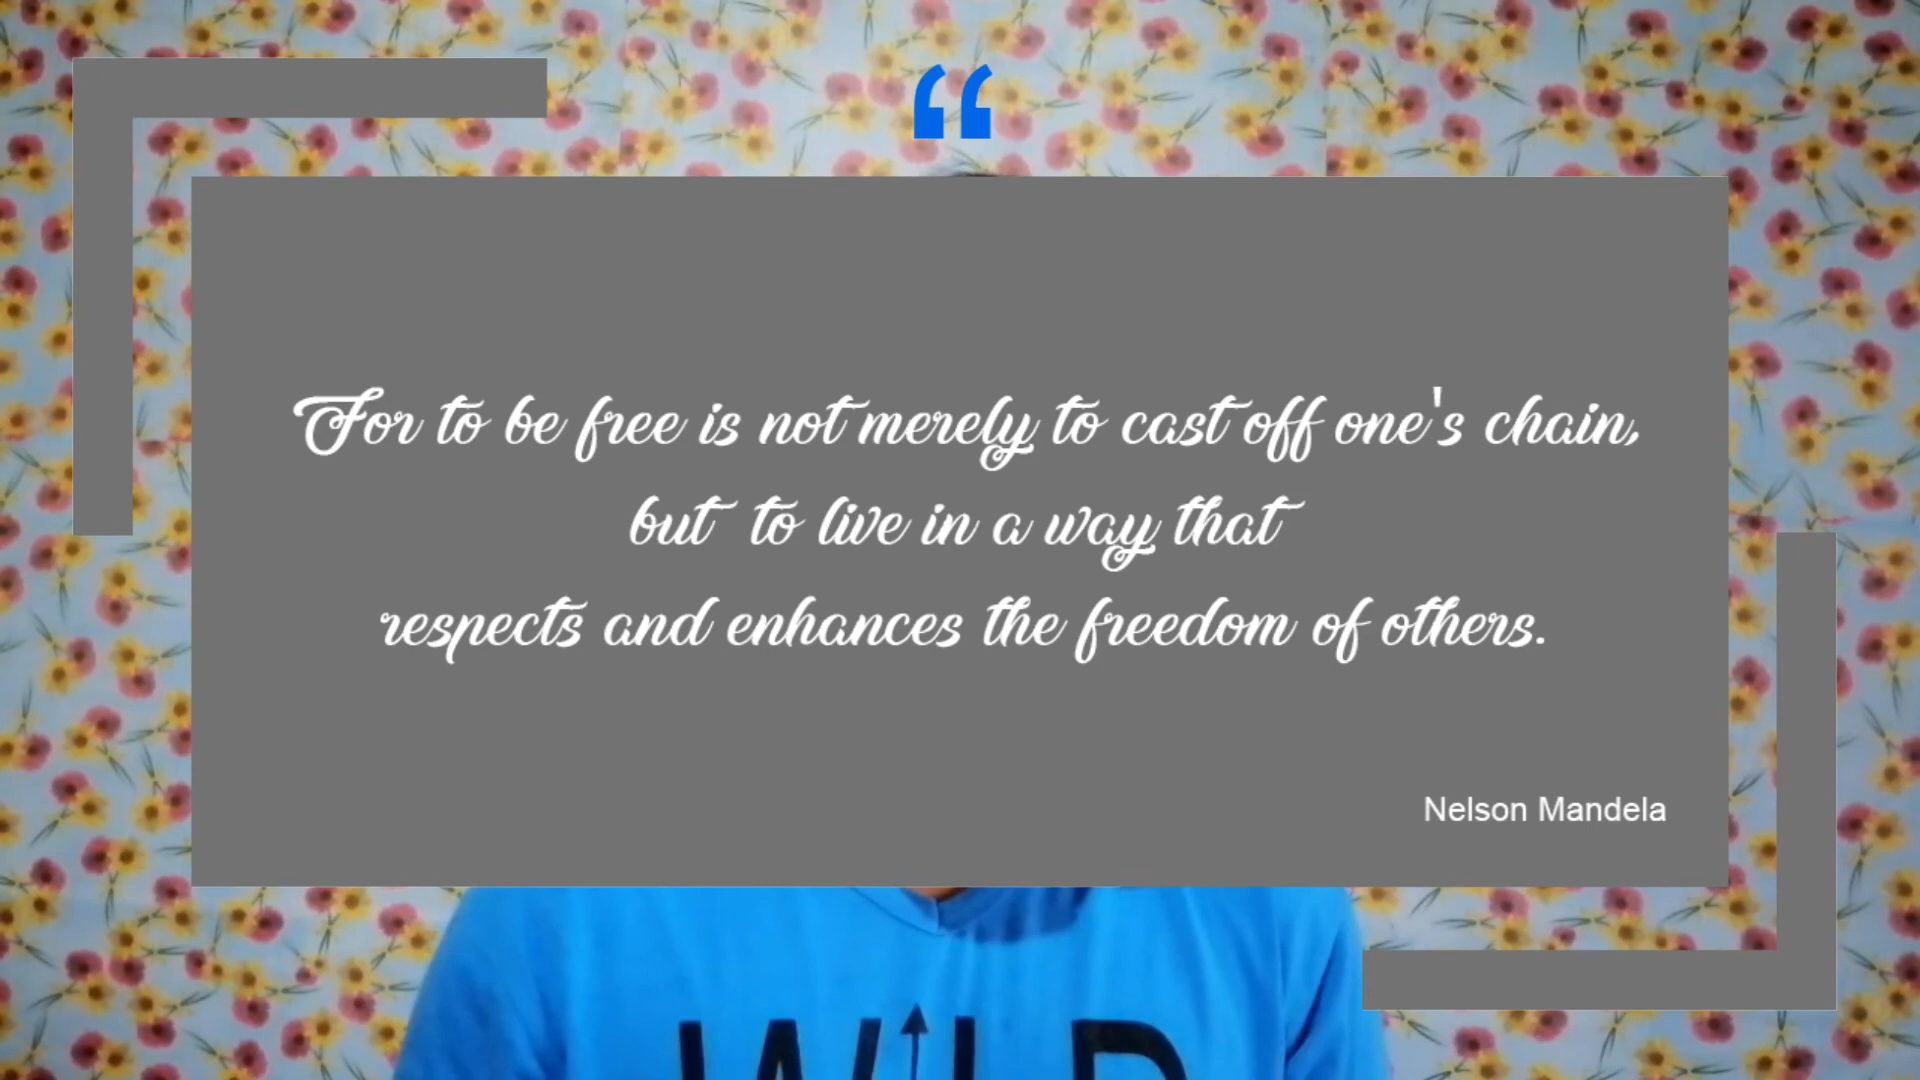 “
For to be free is not merely to cast off one's chain,
but to live in a way that
respects and enhances the freedom of others.
Nelson Mandela
WILD